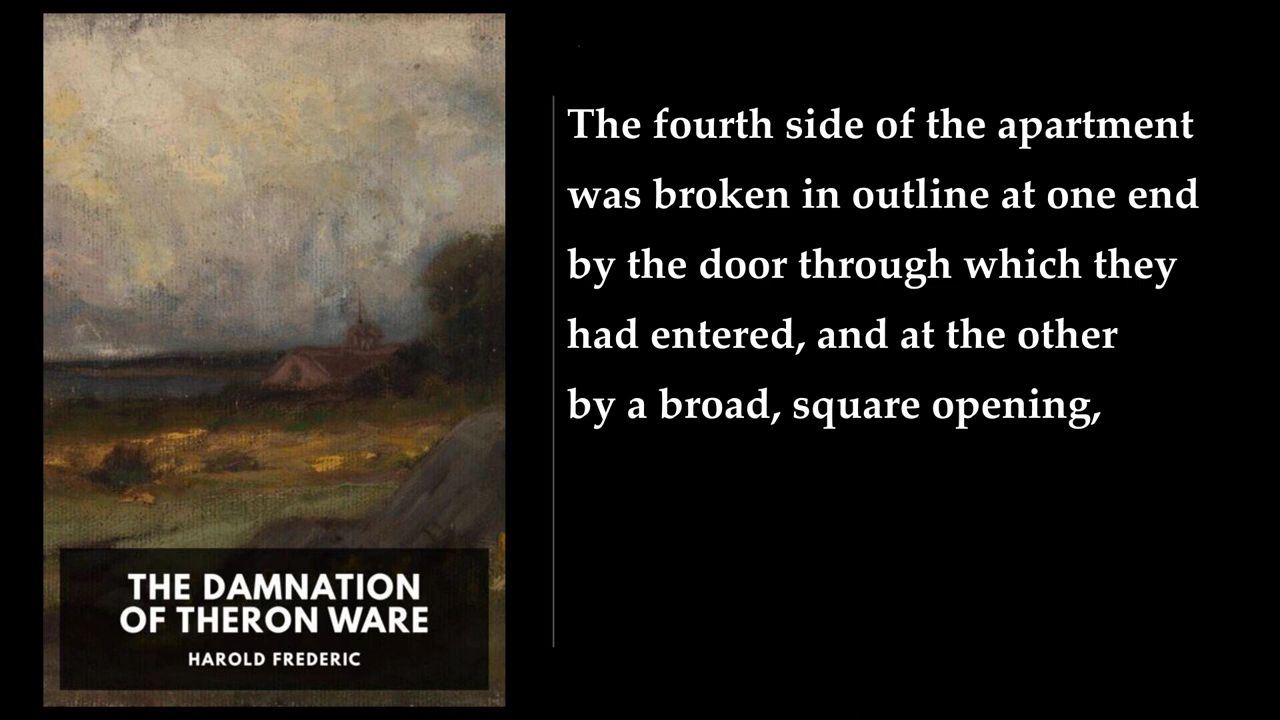 The fourth side of the apartment
was broken in outline at one end
by the door through which they
had entered, and at the other
by a broad, square opening,
THE DAMNATION
OF THERON WARE
HAROLD FREDERIC